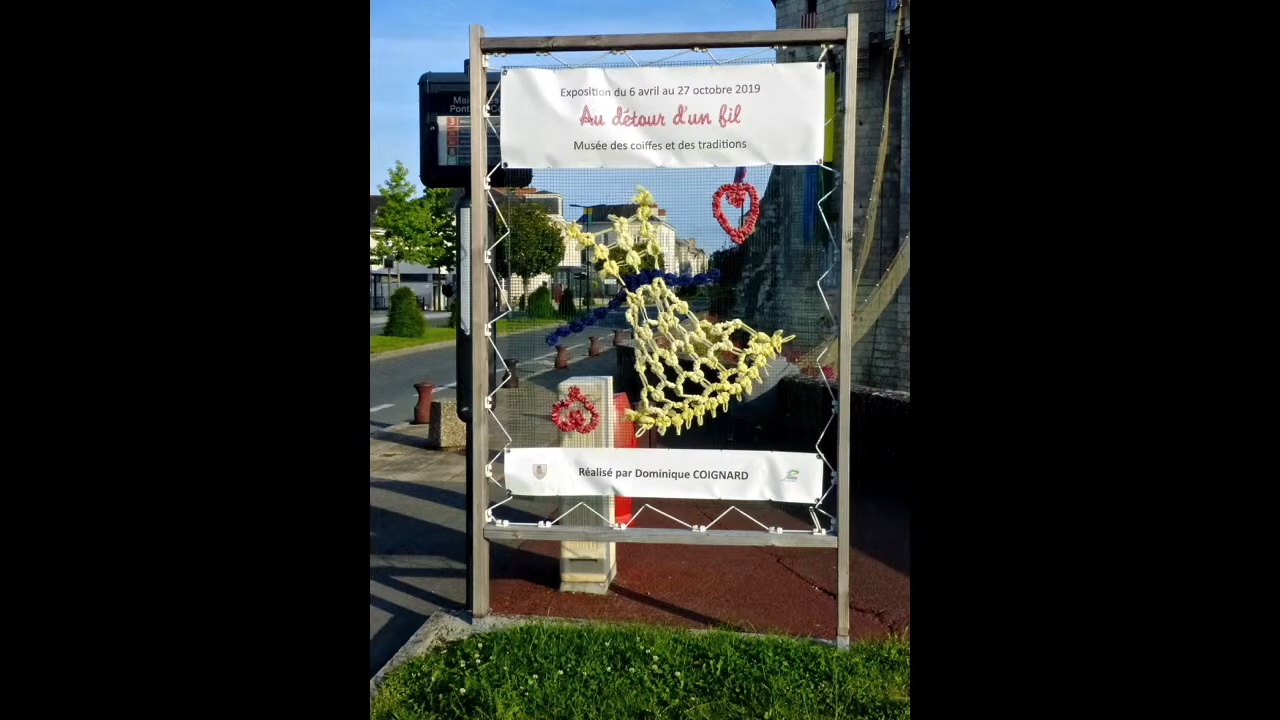 Exposition du 6 avril au 27 octobre 2019
Au détour d'un fil
Musée des coiffes et des traditions
Réalisé par Dominique COIGNARD